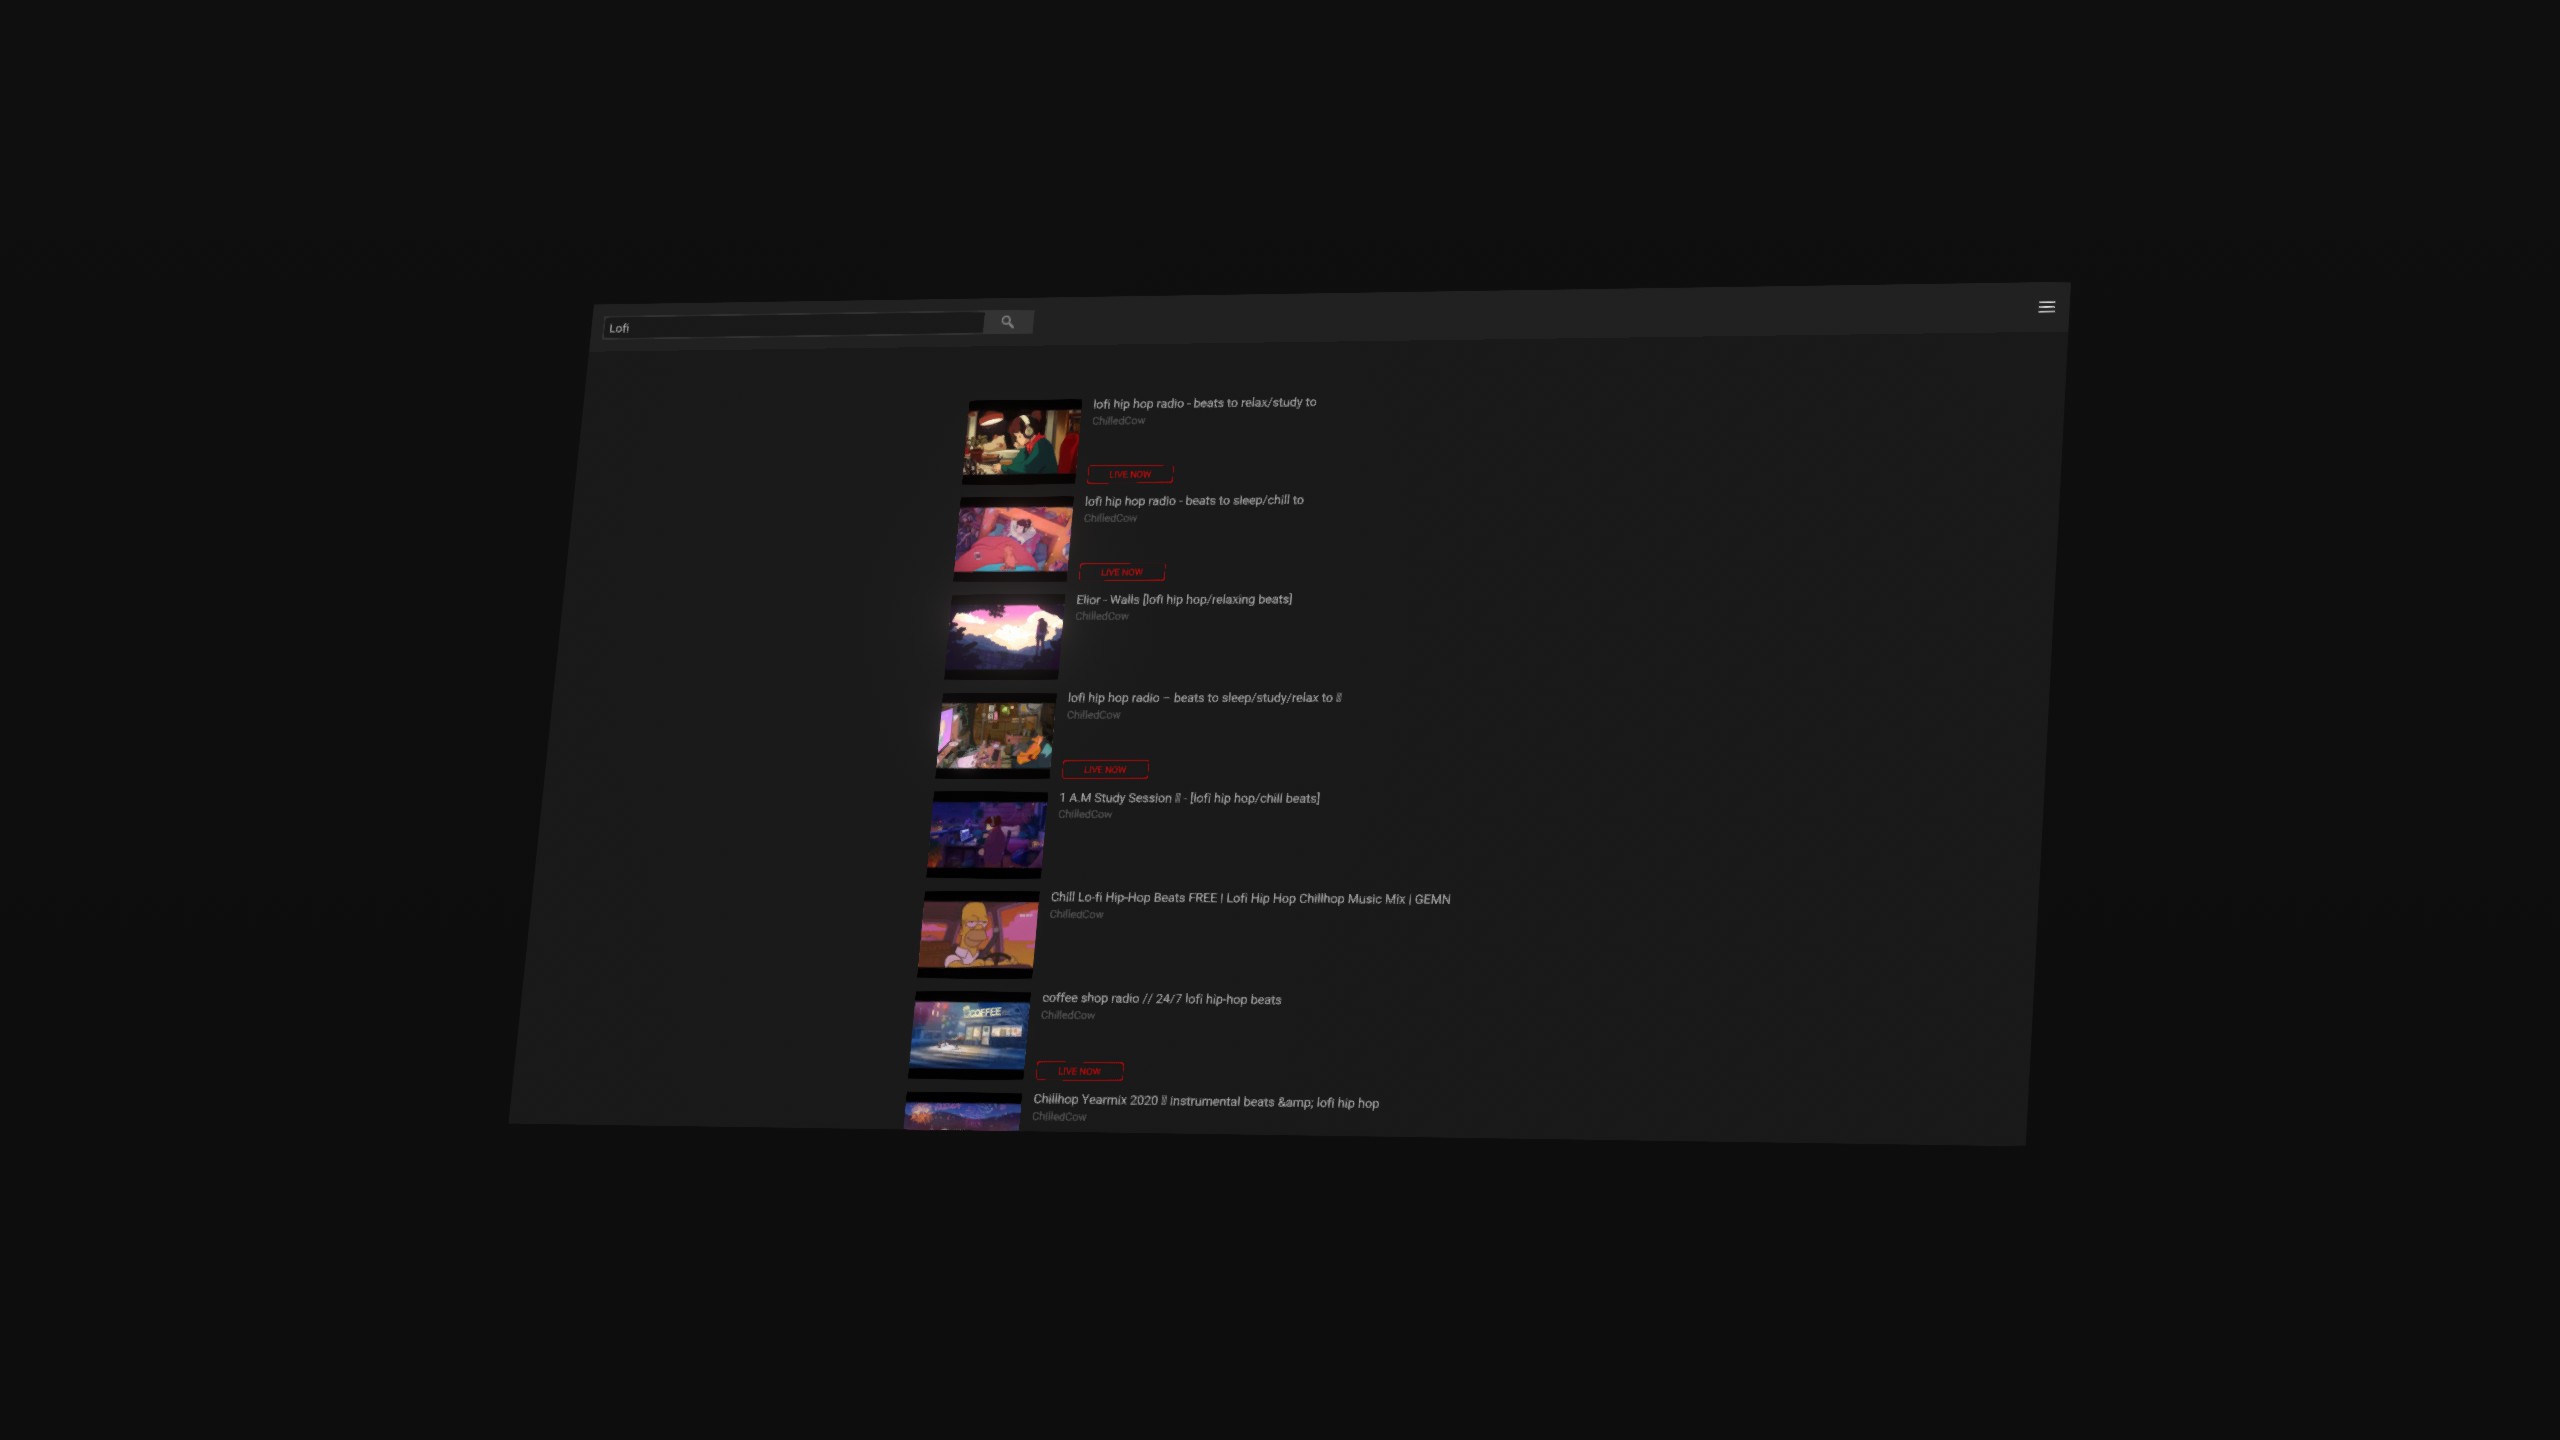 Lofi
lofi hip hop radio - beats to relax/study to
ChilledCow
LIVE NOW
lofi hip hop radio - beats to sleep/chill to
ChilledCow
LIVE NOW
Elior - Walls [lofi hip hop/relaxing beats]
ChilledCow
lofi hip hop radio – beats to sleep/study/relax to
ChilledCow
LIVE NOW
1 A.M Study Session - [lofi hip hop/chill beats]
ChilledCow
Chill Lo-fi Hip-Hop Beats FREE | Lofi Hip Hop Chillhop Music Mix | GEMN
ChilledCow
COFFEE
coffee shop radio // 24/7 lofi hip-hop beats
ChilledCow
LIVE NOW
Chillhop Yearmix 2020 instrumental beats &amp; lofi hip hop
ChilledCow